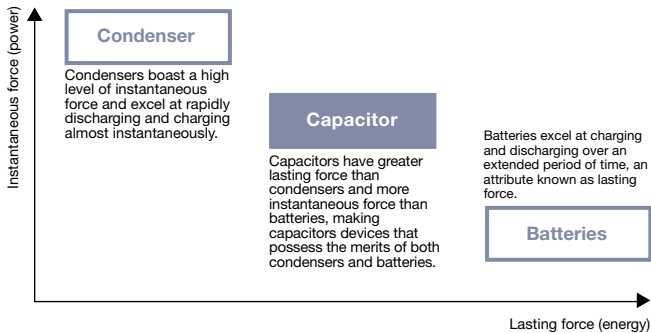 Instantaneous force (power)
Condenser
Condensers boast a high
level of instantaneous
force and excel at rapidly
discharging and charging
almost instantaneously.
Capacitor
Capacitors have greater
lasting force than
condensers and more
instantaneous force than
batteries, making
capacitors devices that
possess the merits of both
condensers and batteries.
Batteries excel at charging
and discharging over an
extended period of time, an
attribute known as lasting
force.
Batteries
Lasting force (energy)